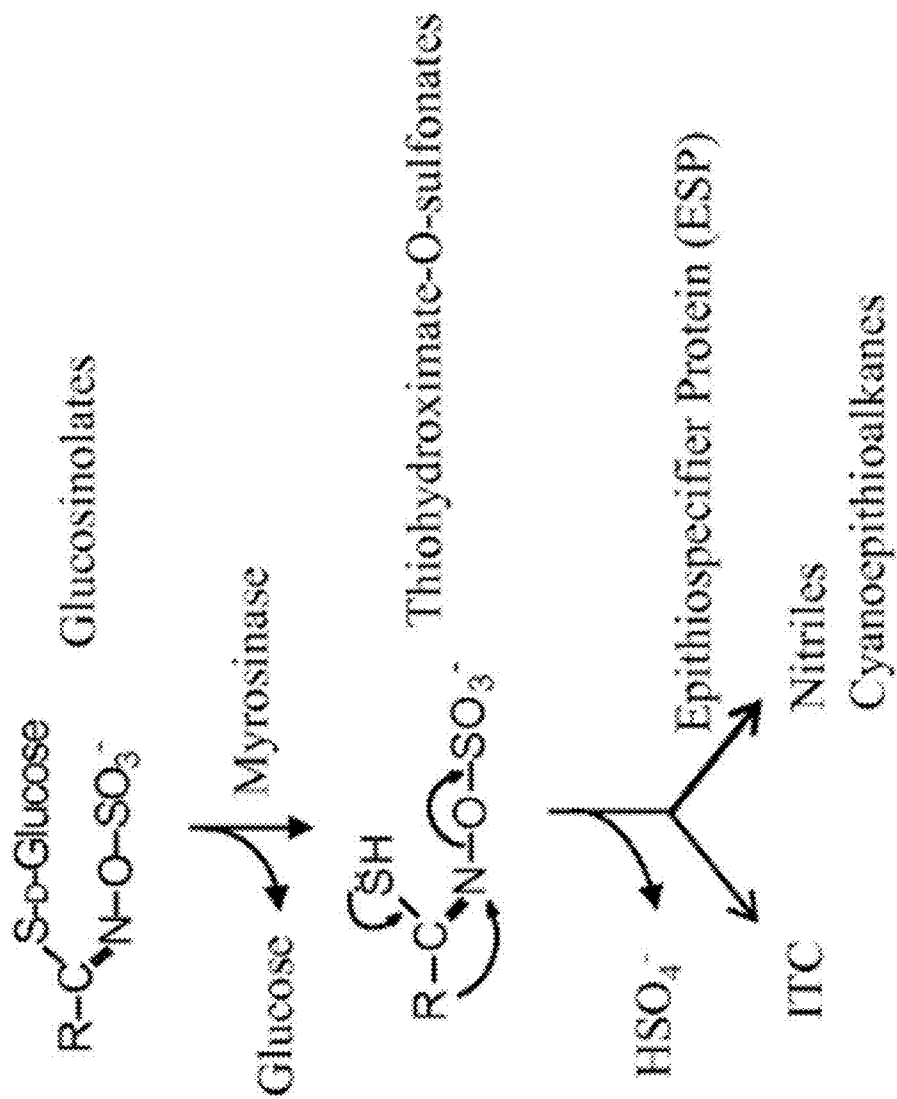 S-D-Glucose
R-C
N-O-SO3-
Glucosinolates
Myrosinase
Glucose
SH
R-C
N-O-SO3-
Thiohydroximate-O-sulfonates
HSO4-
Epithiospecifier Protein (ESP)
ITC
Nitriles
Cyanoepithioalkanes